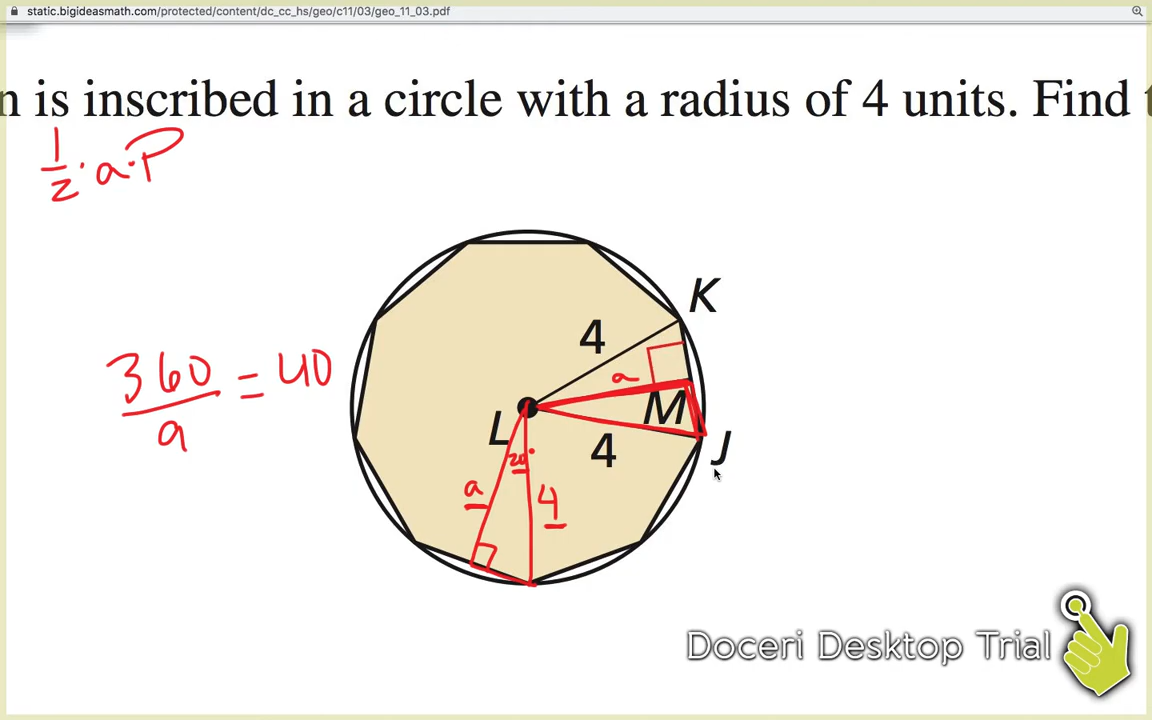 static.bigideasmath.com/protected/content/dc_cc_hs/geo/c11/03/geo_11_03.pdf
n is inscribed in a circle with a radius of 4 units. Find t
1/2 · a · P
K
4
a
360/9 = 40
M
L
J
4
20°
a
4
Doceri Desktop Trial